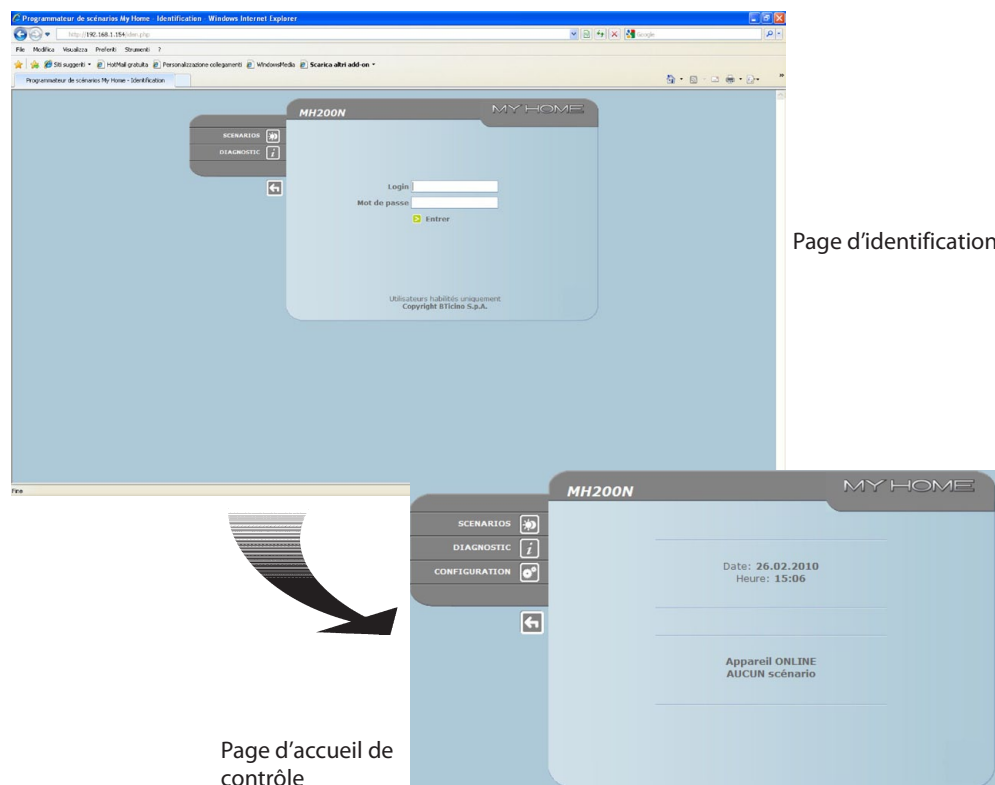 Programmateur de scénarios My Home - Identification - Windows Internet Explorer
http://192.168.1.154/iden.php
Google
File Modifica Visualizza Preferiti Strumenti ?
Siti suggeriti HotMail gratuita Personalizzazione collegamenti WindowsMedia Scarica altri add-on
Programmateur de scénarios My Home - Identification
MH200N
MY HOME
SCENARIOS
DIAGNOSTIC
Login
Mot de passe
Entrer
Utilisateurs habilités uniquement
Copyright BTicino S.p.A.
Page d’identification
Fine
MH200N
MY HOME
SCENARIOS
DIAGNOSTIC
CONFIGURATION
Date: 26.02.2010
Heure: 15:06
Appareil ONLINE
AUCUN scénario
Page d’accueil de
contrôle